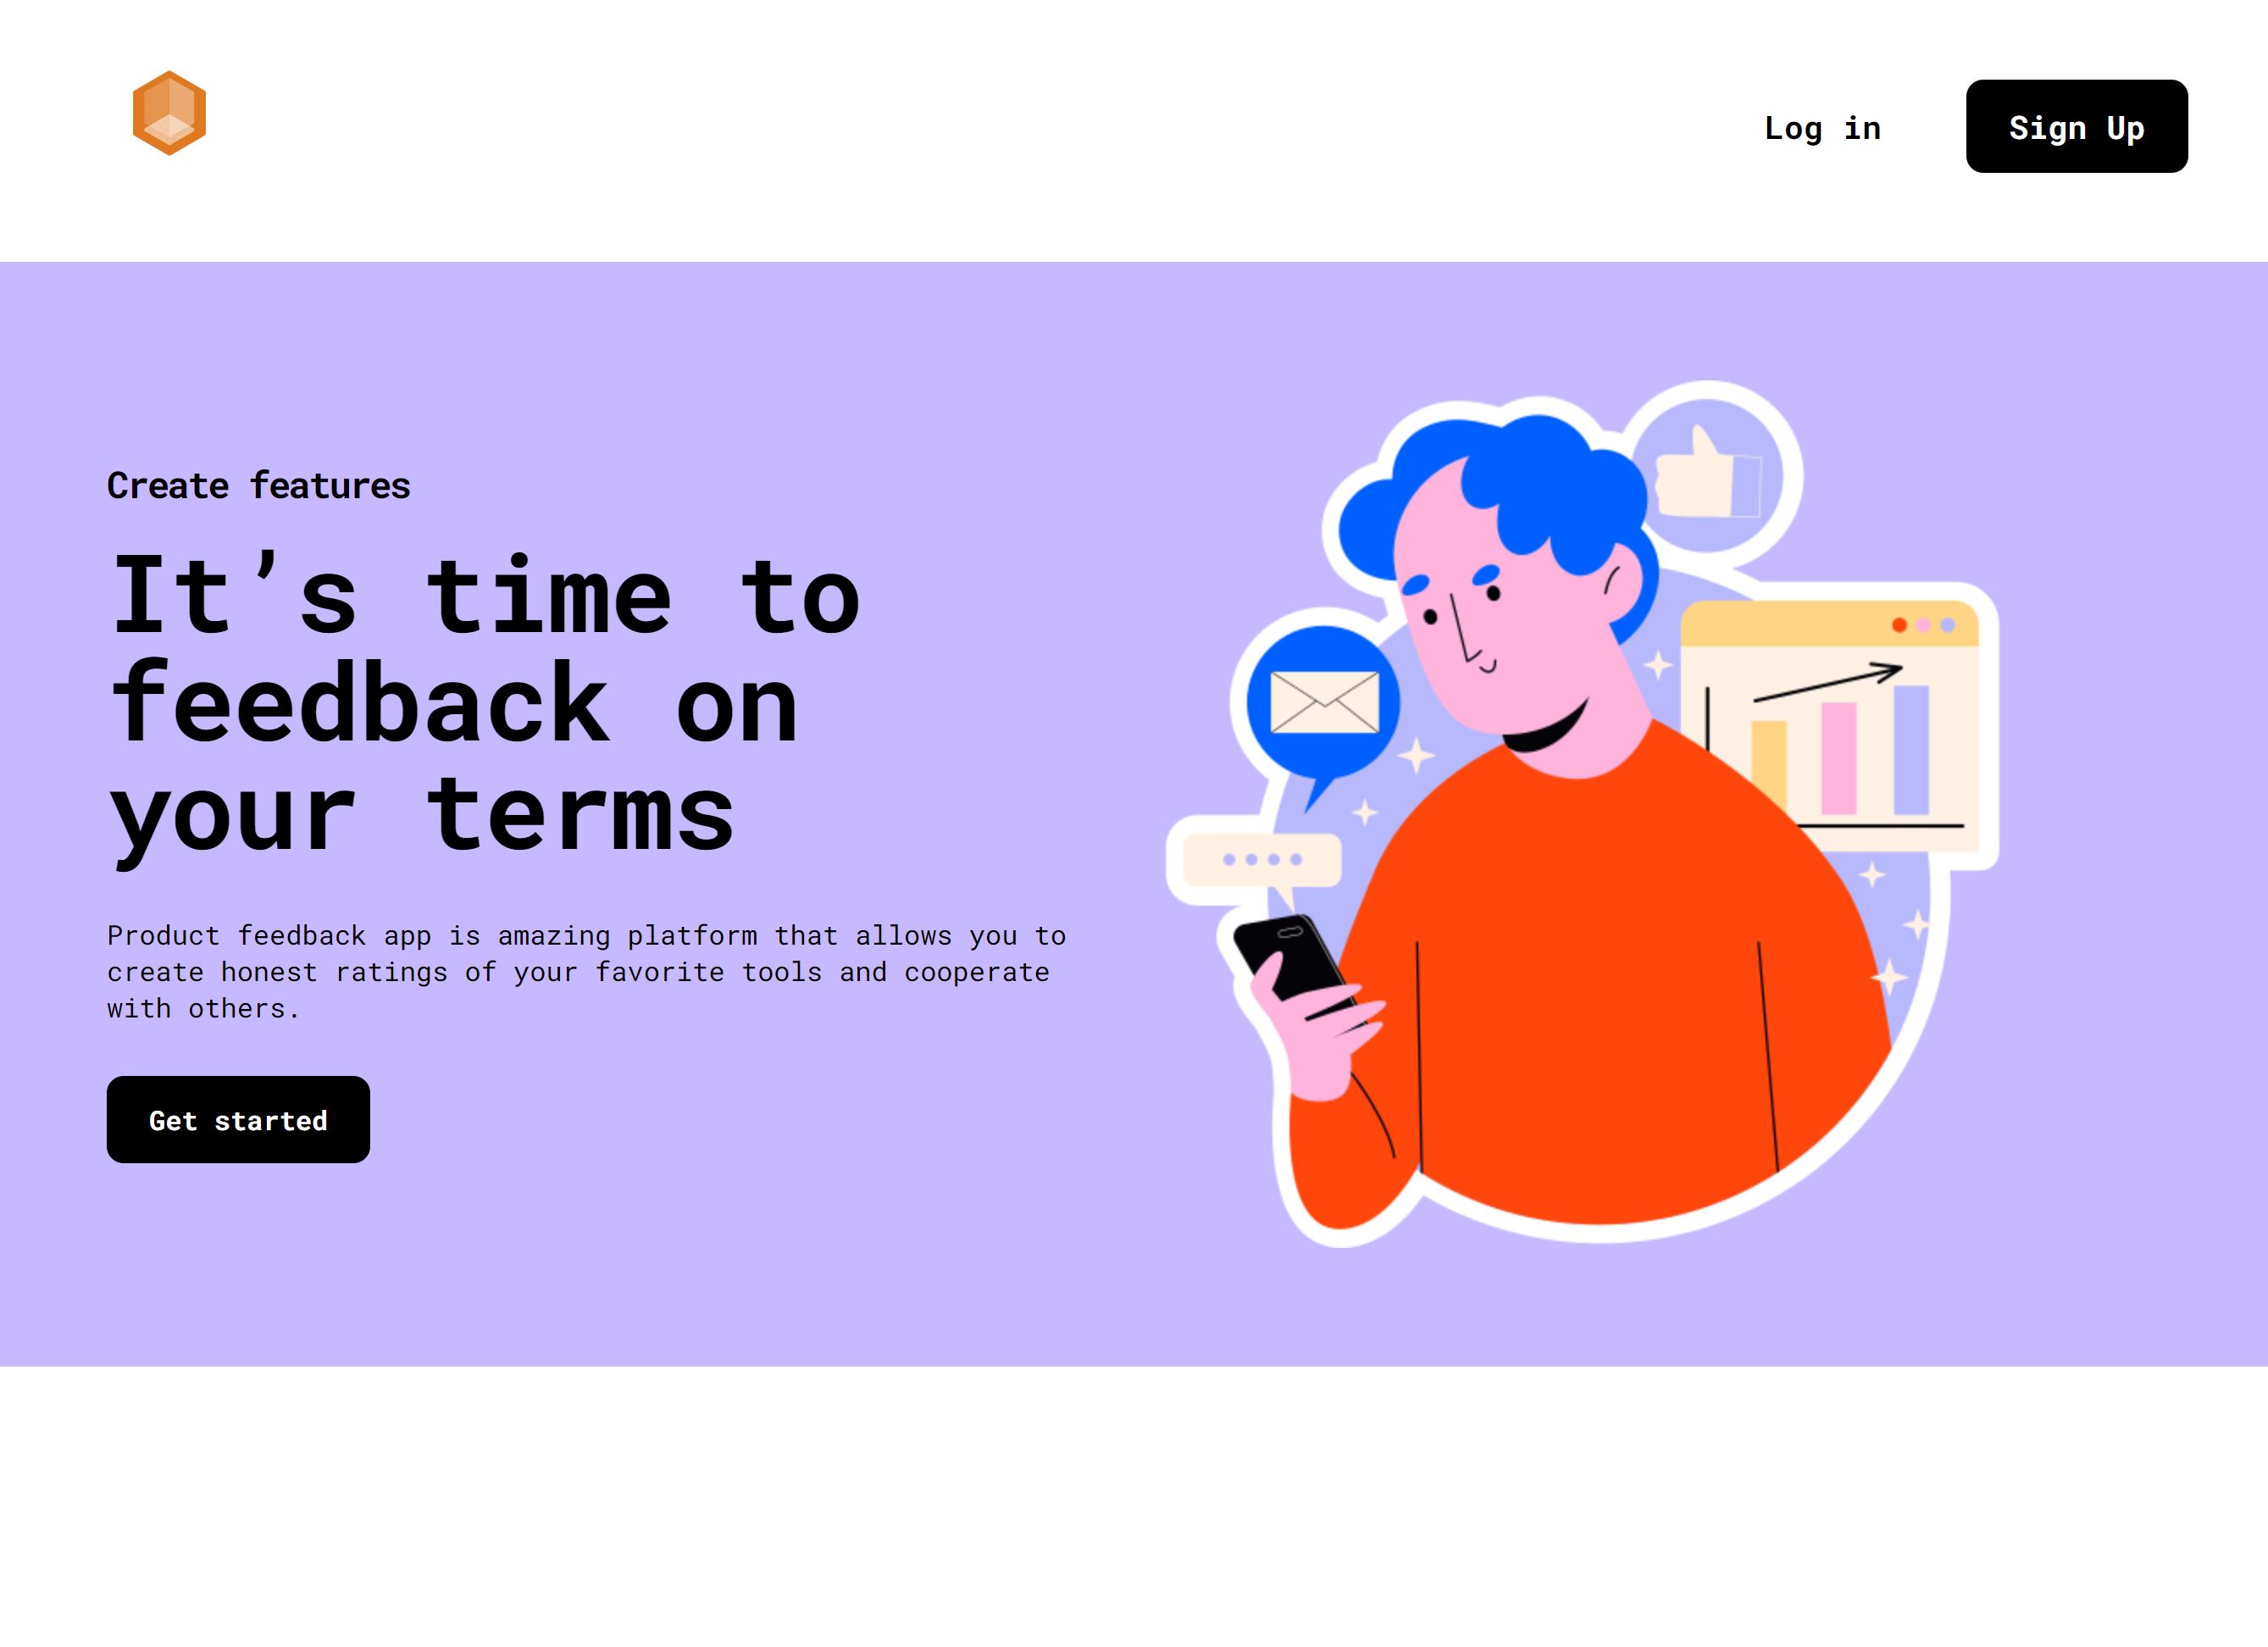 Log in
Sign Up
Create features
It’s time to
feedback on
your terms
Product feedback app is amazing platform that allows you to
create honest ratings of your favorite tools and cooperate
with others.
Get started